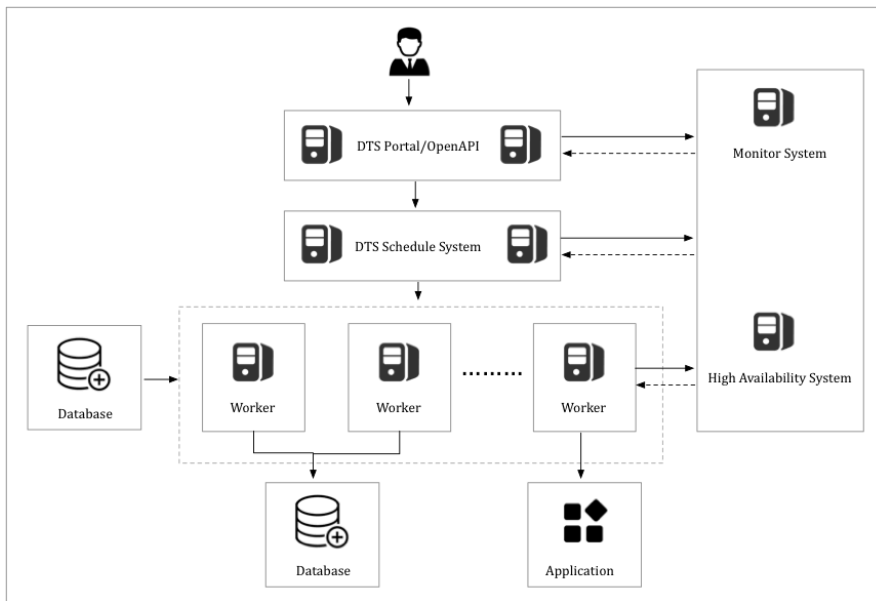 DTS Portal/OpenAPI
Monitor System
DTS Schedule System
High Availability System
Worker
Worker
.........
Worker
Database
Database
Application